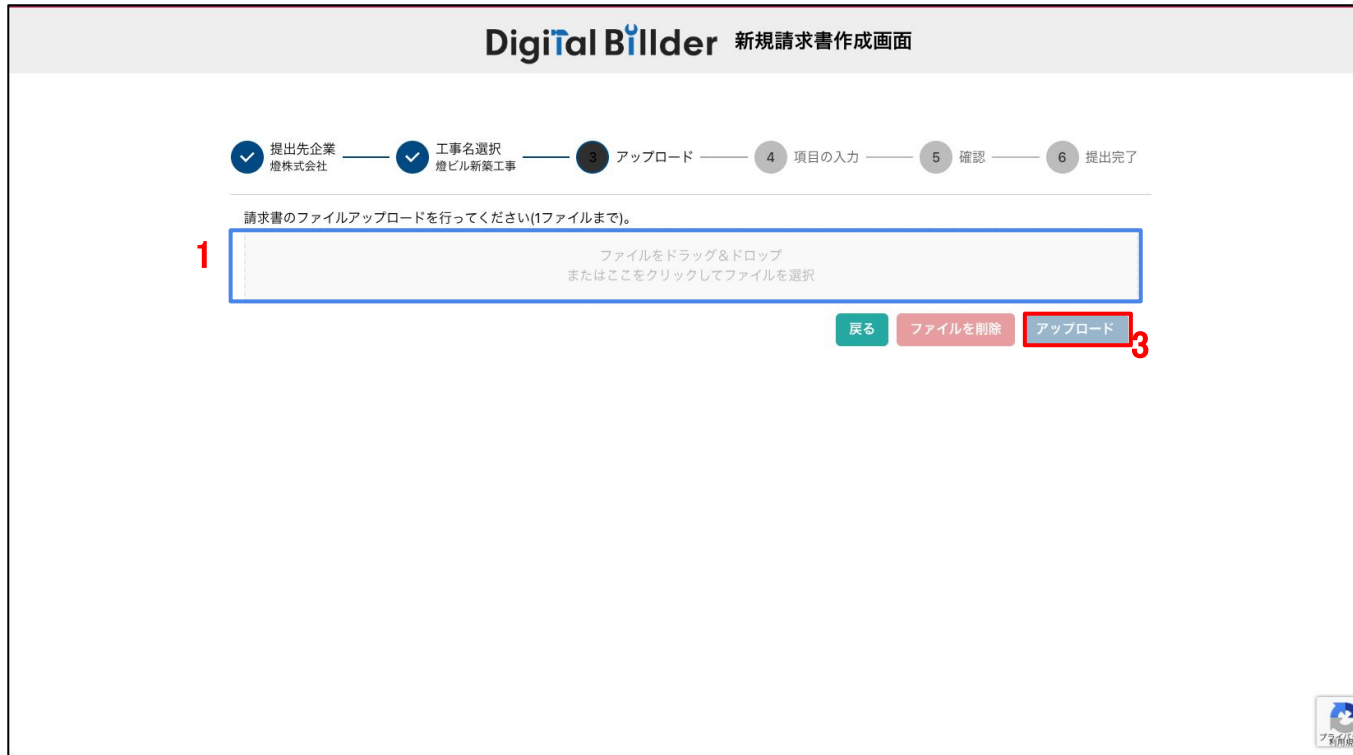 Digital Billder 新規請求書作成画面
提出先企業
燈株式会社
工事名選択
燈ビル新築工事
3 アップロード
4 項目の入力
5 確認
6 提出完了
請求書のファイルアップロードを行ってください(1ファイルまで)。
1
ファイルをドラッグ&ドロップ
またはここをクリックしてファイルを選択
戻る
ファイルを削除
アップロード
3